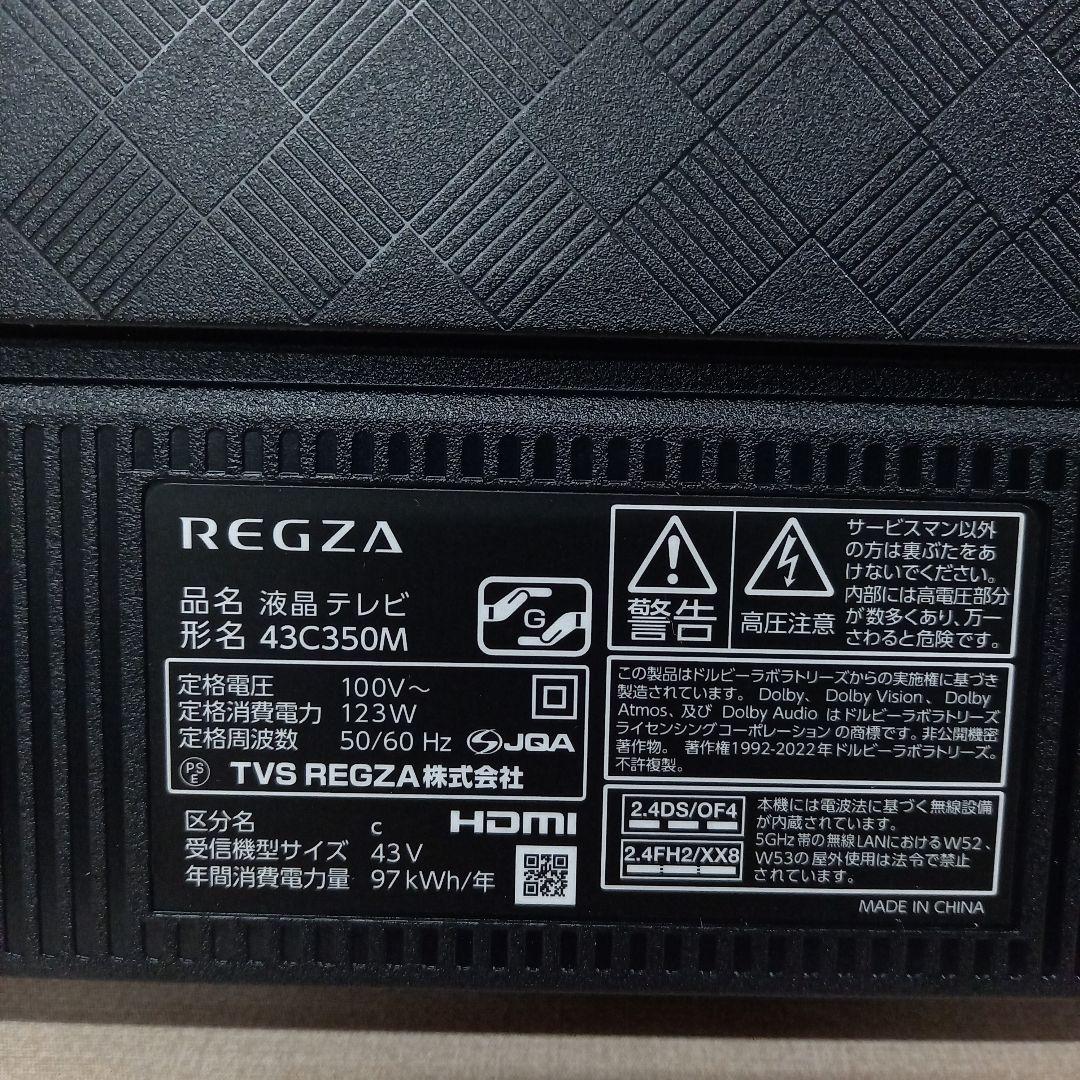 REGZA
品名 液晶テレビ
形名 43C350M
G
定格電圧 100V～
定格消費電力 123W
定格周波数 50/60 Hz
JQA
PS
E
TVS REGZA株式会社
区分名 c
受信機型サイズ 43V
年間消費電力量 97kWh/年
HDMI
警告
高圧注意
サービスマン以外
の方は裏ぶたをあ
けないでください。
内部には高電圧部分
が数多くあり、万一
さわると危険です。
この製品はドルビーラボラトリーズからの実施権に基づき
製造されています。Dolby、Dolby Vision、Dolby
Atmos、及び Dolby Audio はドルビーラボラトリーズ
ライセンシングコーポレーション の商標です。非公開機密
著作物。 著作権1992-2022年ドルビーラボラトリーズ。
不許複製。
2.4DS/OF4
2.4FH2/XX8
本機には電波法に基づく無線設備
が内蔵されています。
5GHz帯の無線LANにおけるW52、
W53の屋外使用は法令で禁止
されています。
MADE IN CHINA